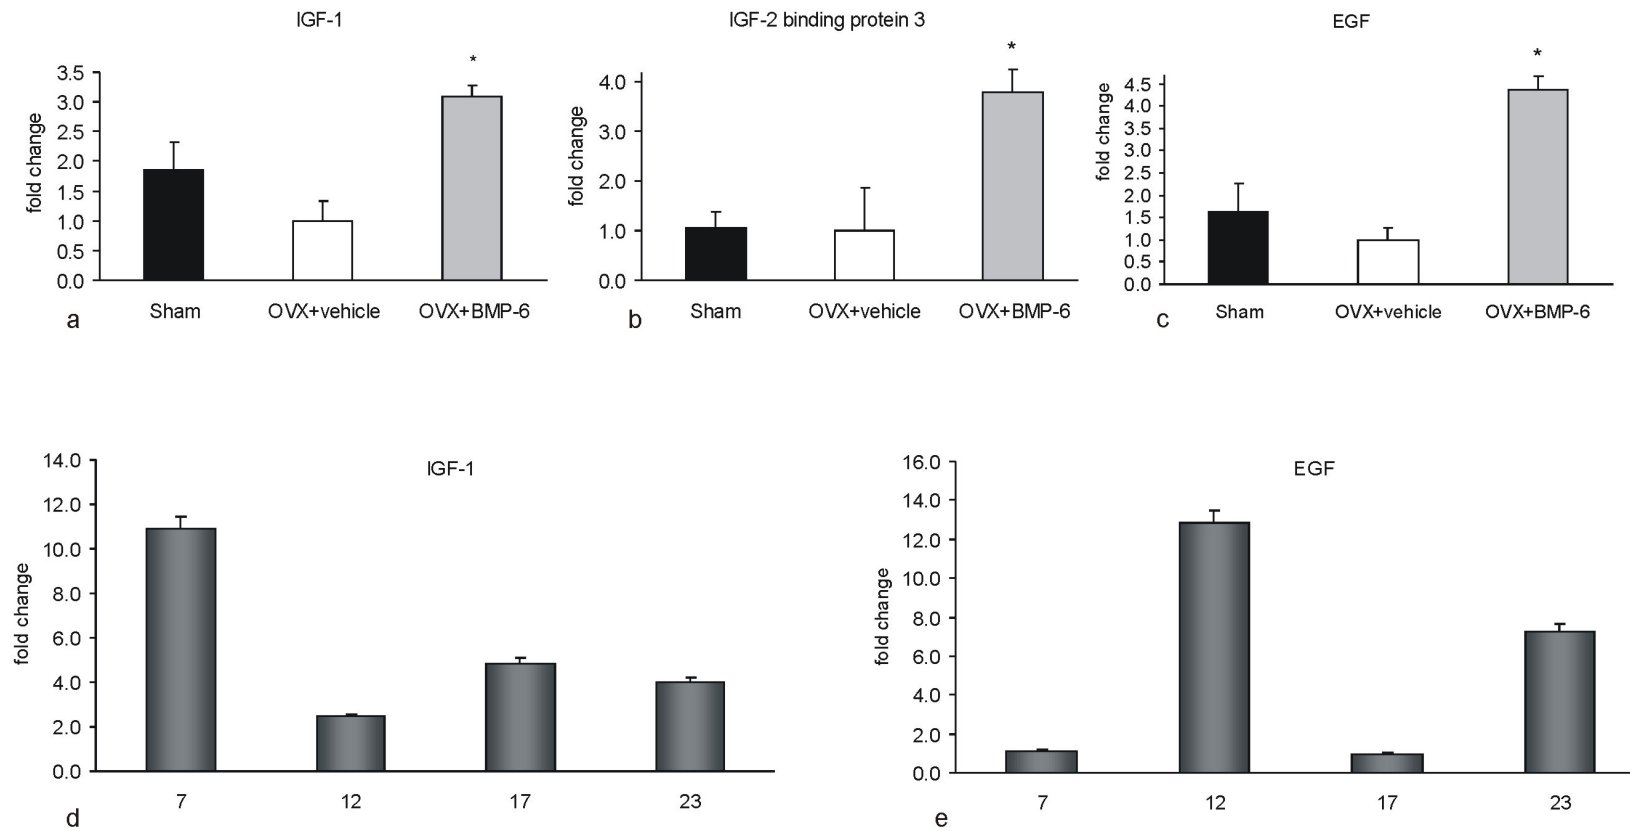 IGF-1
IGF-2 binding protein 3
EGF
*
*
*
fold change
3.5
3.0
2.5
2.0
1.5
1.0
0.5
0.0
Sham OVX+vehicle OVX+BMP-6
a
fold change
4.0
3.0
2.0
1.0
0.0
Sham OVX+vehicle OVX+BMP-6
b
fold change
4.5
4.0
3.5
3.0
2.5
2.0
1.5
1.0
0.5
0.0
Sham OVX+vehicle OVX+BMP-6
c
IGF-1
fold change
14.0
12.0
10.0
8.0
6.0
4.0
2.0
0.0
7 12 17 23
d
EGF
fold change
16.0
14.0
12.0
10.0
8.0
6.0
4.0
2.0
0.0
7 12 17 23
e